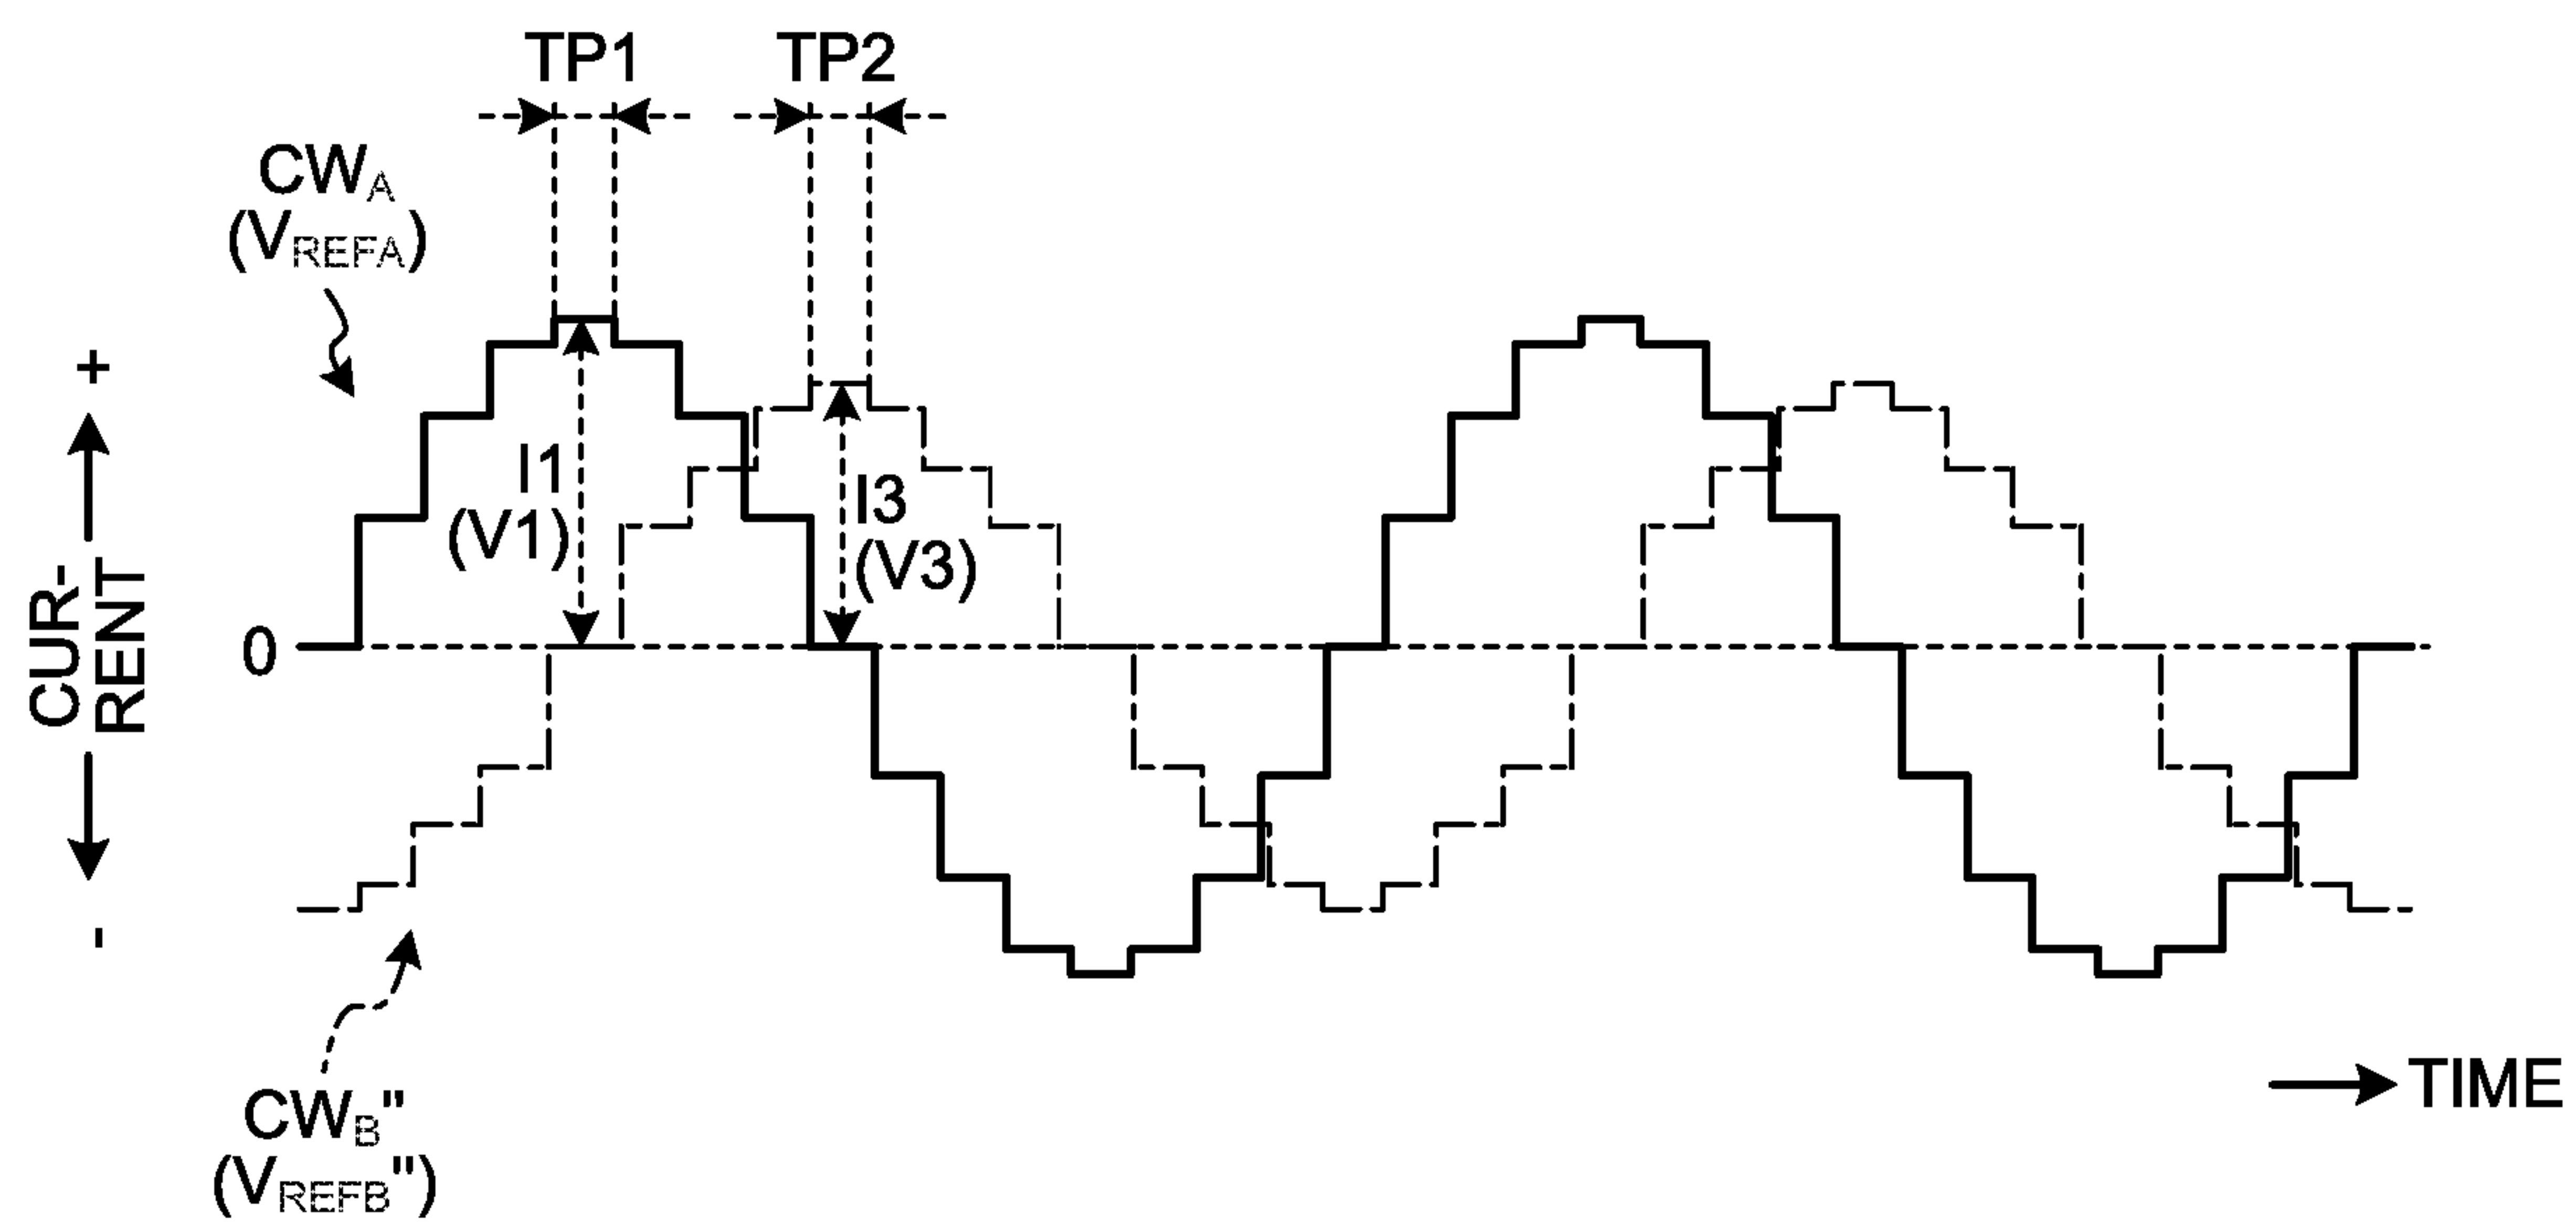 TP1 TP2
CWA
(VREFA)
I1
(V1)
I3
(V3)
+
CUR-
RENT
-
0
TIME
CWB"
(VREFB")